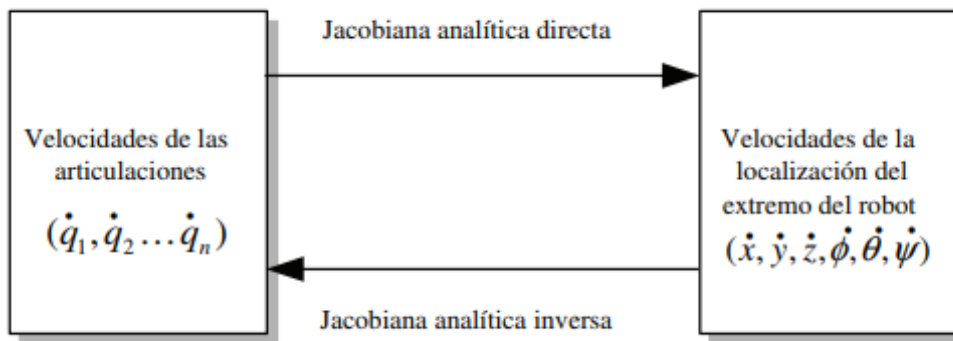 Jacobiana analítica directa
Velocidades de las
articulaciones
(q̇₁, q̇₂ … q̇ₙ)
Velocidades de la
localización del
extremo del robot
(ẋ, ẏ, ż, ϕ̇, θ̇, ψ̇)
Jacobiana analítica inversa